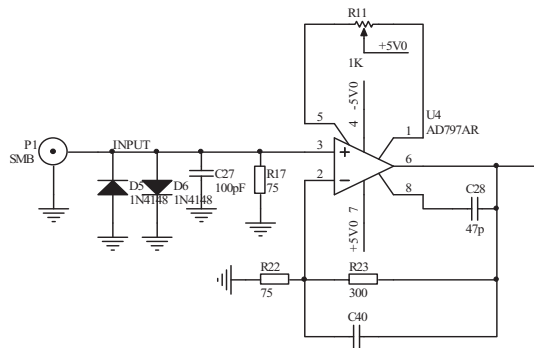 R11
+5V0
1K
-5V0
U4
AD797AR
5
4
1
P1
SMB
INPUT
3
6
D5
1N4148
D6
1N4148
C27
100pF
R17
75
2
8
C28
47p
7
+5V0
R22
75
R23
300
C40